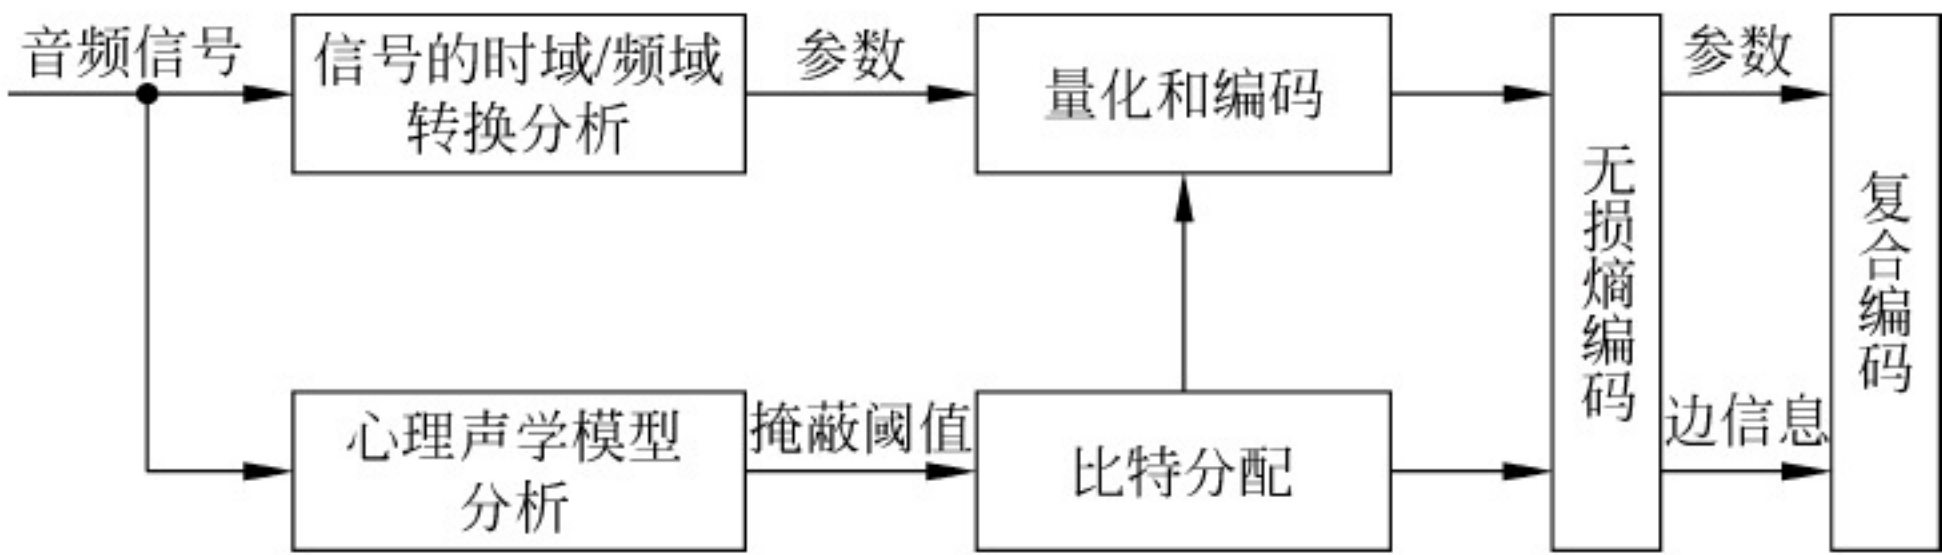 音频信号
信号的时域/频域
转换分析
参数
量化和编码
无损熵编码
参数
复合编码
心理声学模型
分析
掩蔽阈值
比特分配
边信息